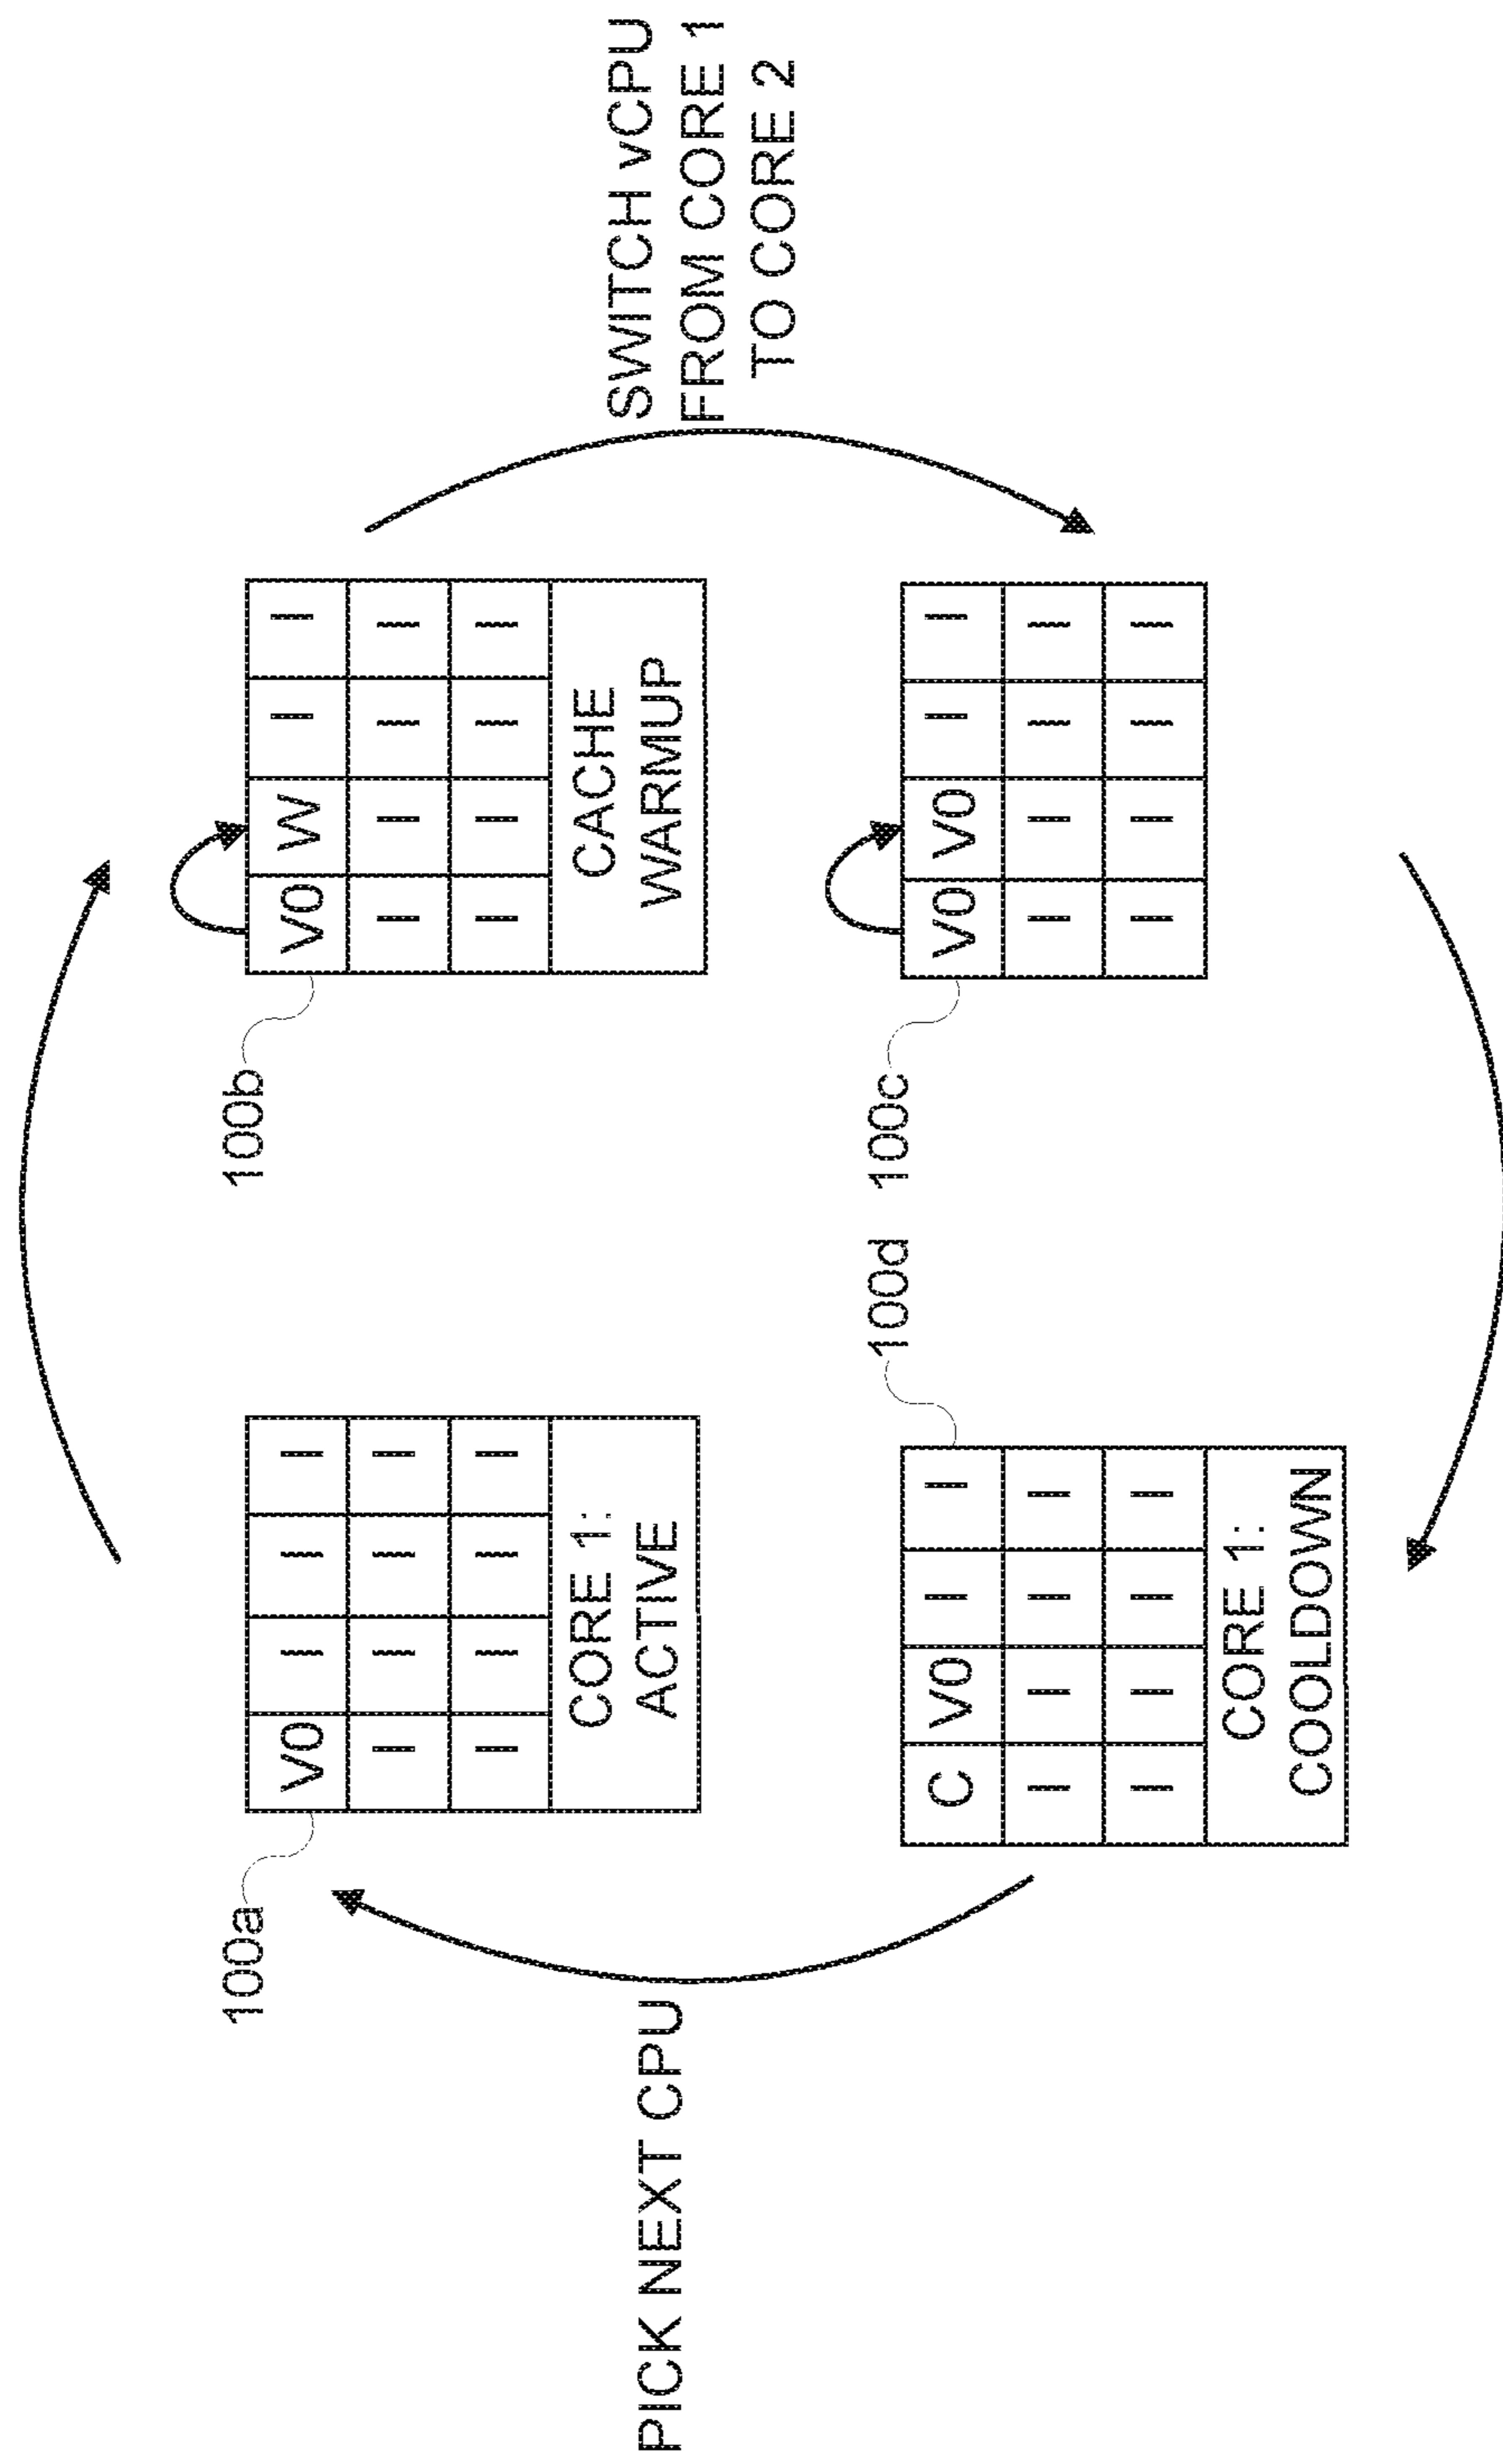 100a
V0 I I I
I I I I
I I I I
CORE 1:
ACTIVE
100b
V0 W I I
I I I I
I I I I
CACHE
WARMUP
PICK NEXT CPU
SWITCH vCPU
FROM CORE 1
TO CORE 2
100d
C V0 I I
I I I I
I I I I
CORE 1:
COOLDOWN
100c
V0 V0 I I
I I I I
I I I I